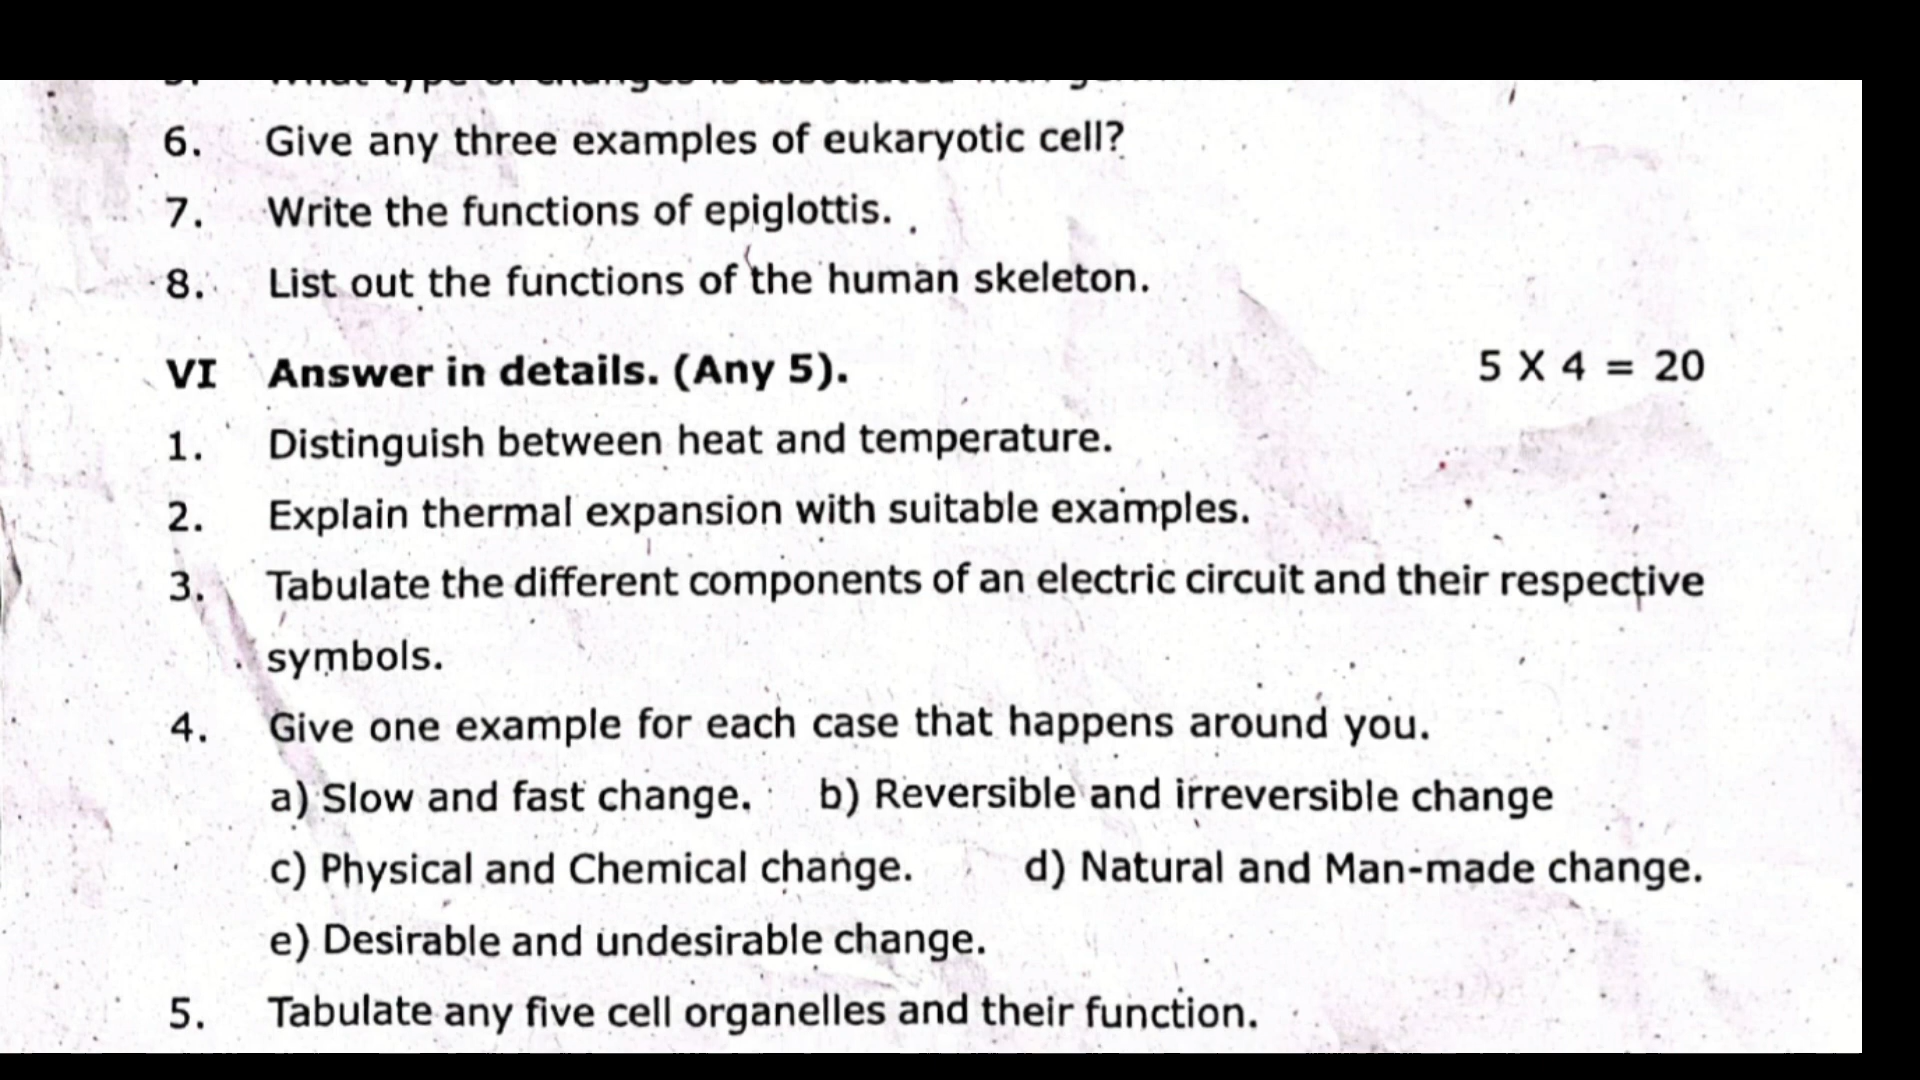 6. Give any three examples of eukaryotic cell?
7. Write the functions of epiglottis.
8. List out the functions of the human skeleton.
VI Answer in details. (Any 5). 5 X 4 = 20
1. Distinguish between heat and temperature.
2. Explain thermal expansion with suitable examples.
3. Tabulate the different components of an electric circuit and their respective
symbols.
4. Give one example for each case that happens around you.
a) Slow and fast change. b) Reversible and irreversible change
c) Physical and Chemical change. d) Natural and Man-made change.
e) Desirable and undesirable change.
5. Tabulate any five cell organelles and their function.